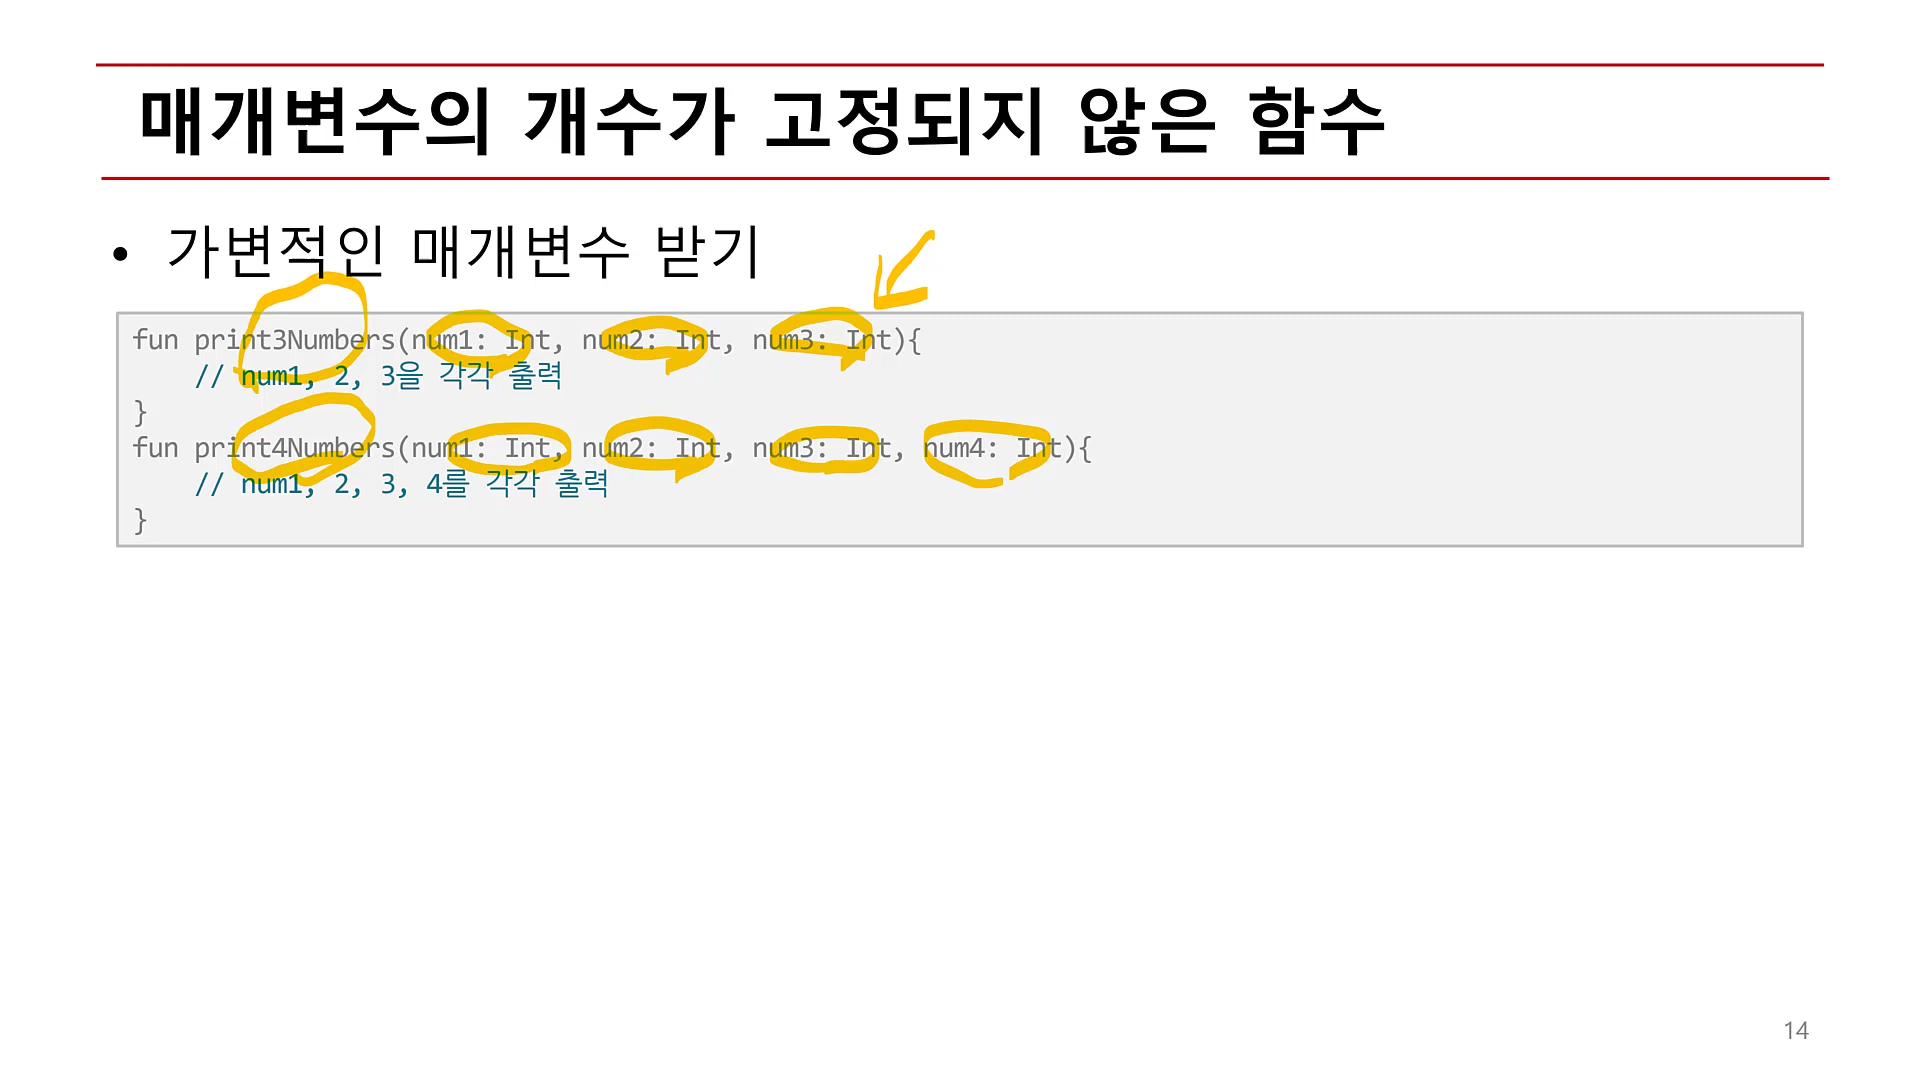 매개변수의 개수가 고정되지 않은 함수
• 가변적인 매개변수 받기
fun print3Numbers(num1: Int, num2: Int, num3: Int){
    // num1, 2, 3을 각각 출력
}
fun print4Numbers(num1: Int, num2: Int, num3: Int, num4: Int){
    // num1, 2, 3, 4를 각각 출력
}
14